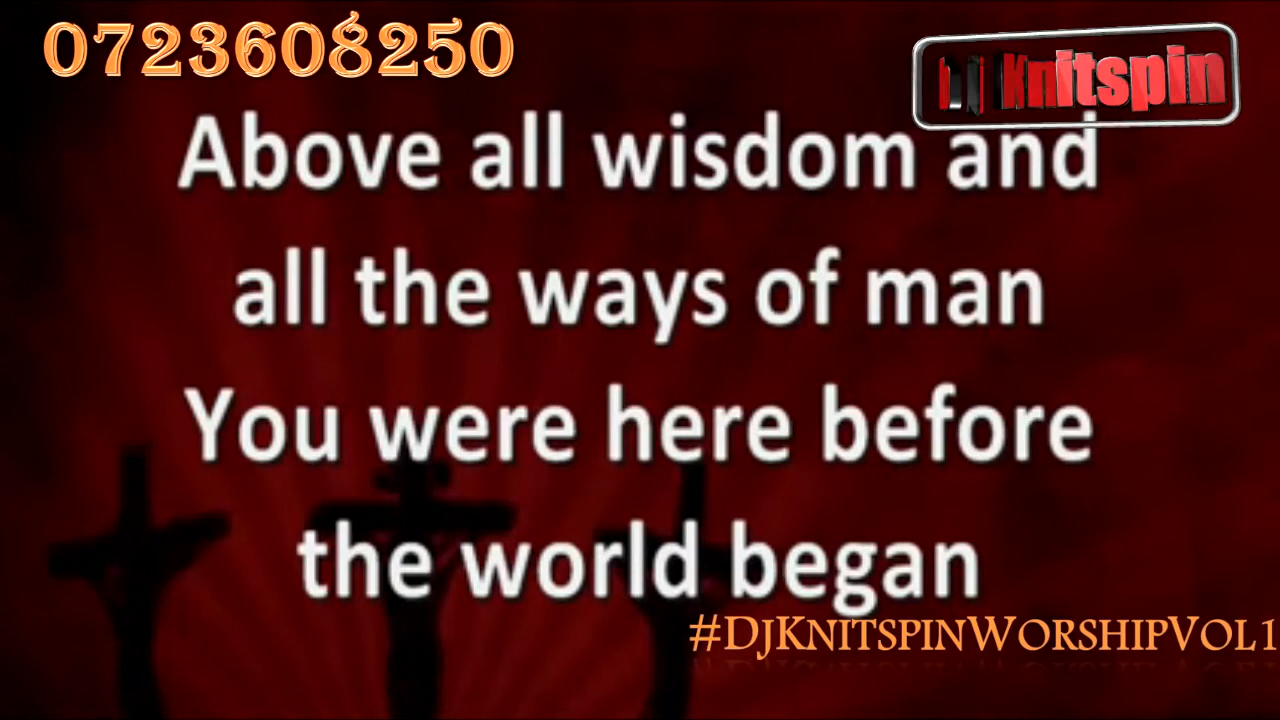 0723608250
DJ Knitspin
Above all wisdom and
all the ways of man
You were here before
the world began
#DJKNITSPINWORSHIPVOL1